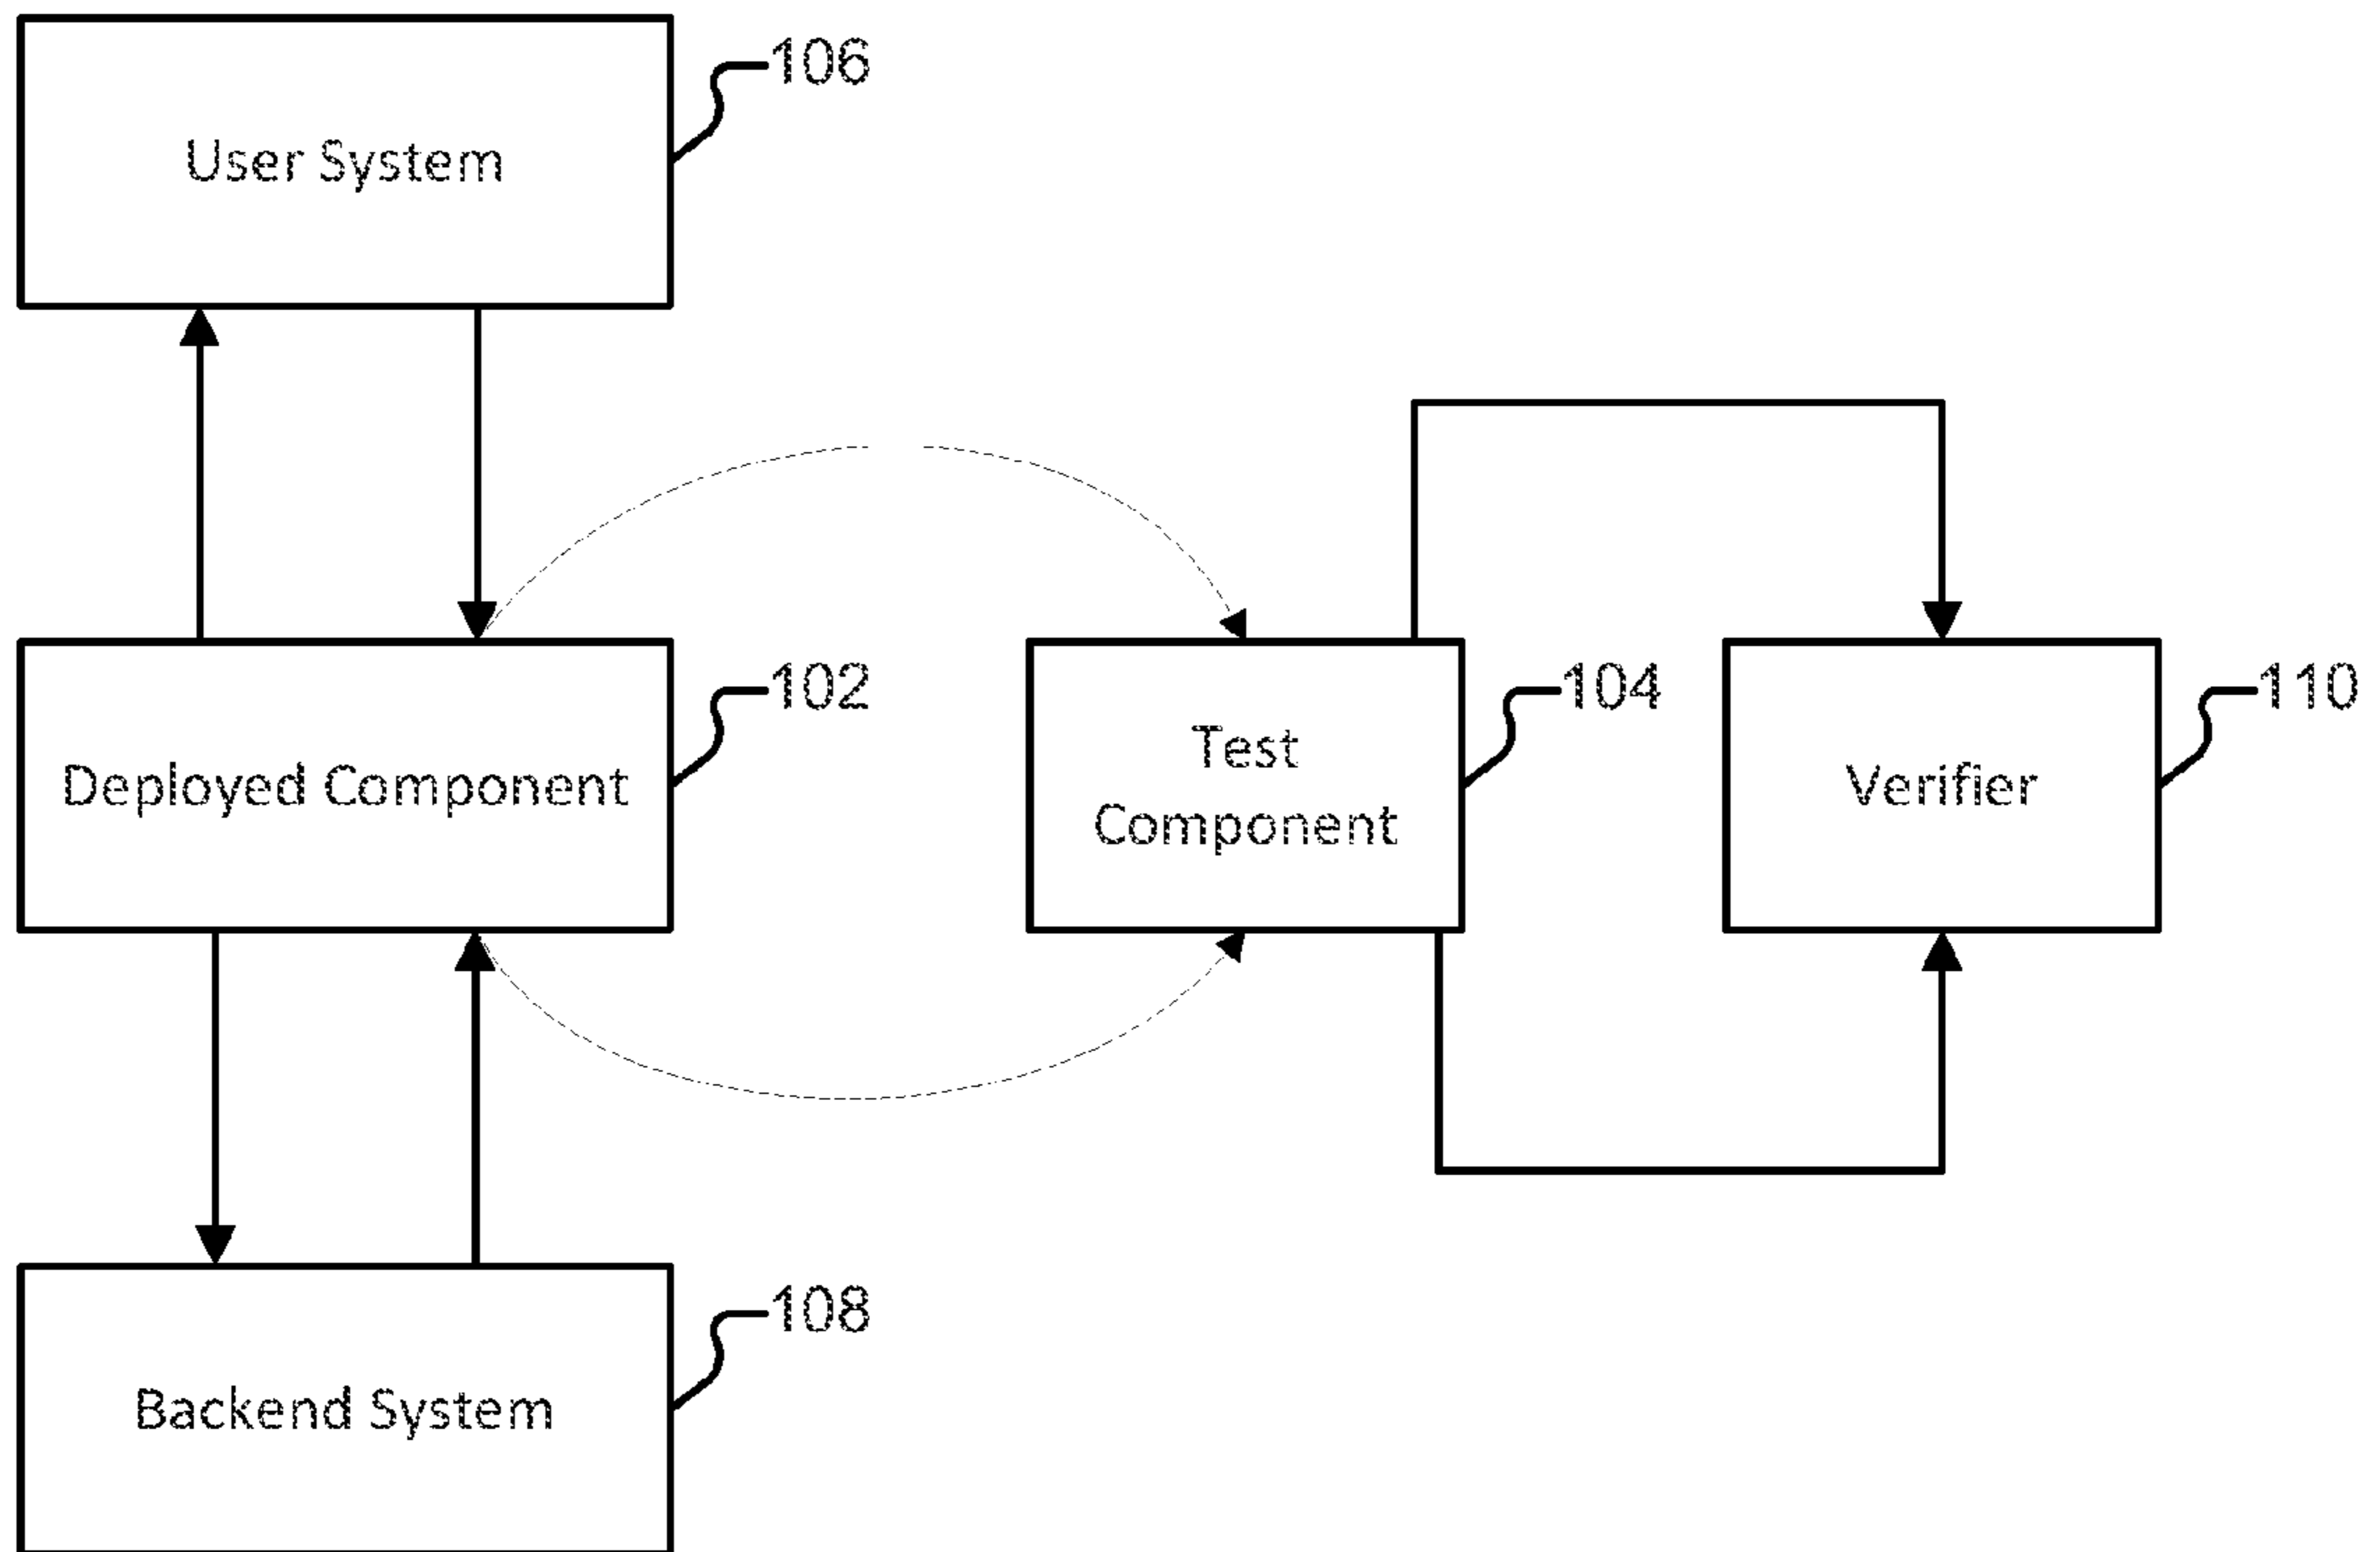 106
User System
102
104
110
Deployed Component
Test
Component
Verifier
108
Backend System